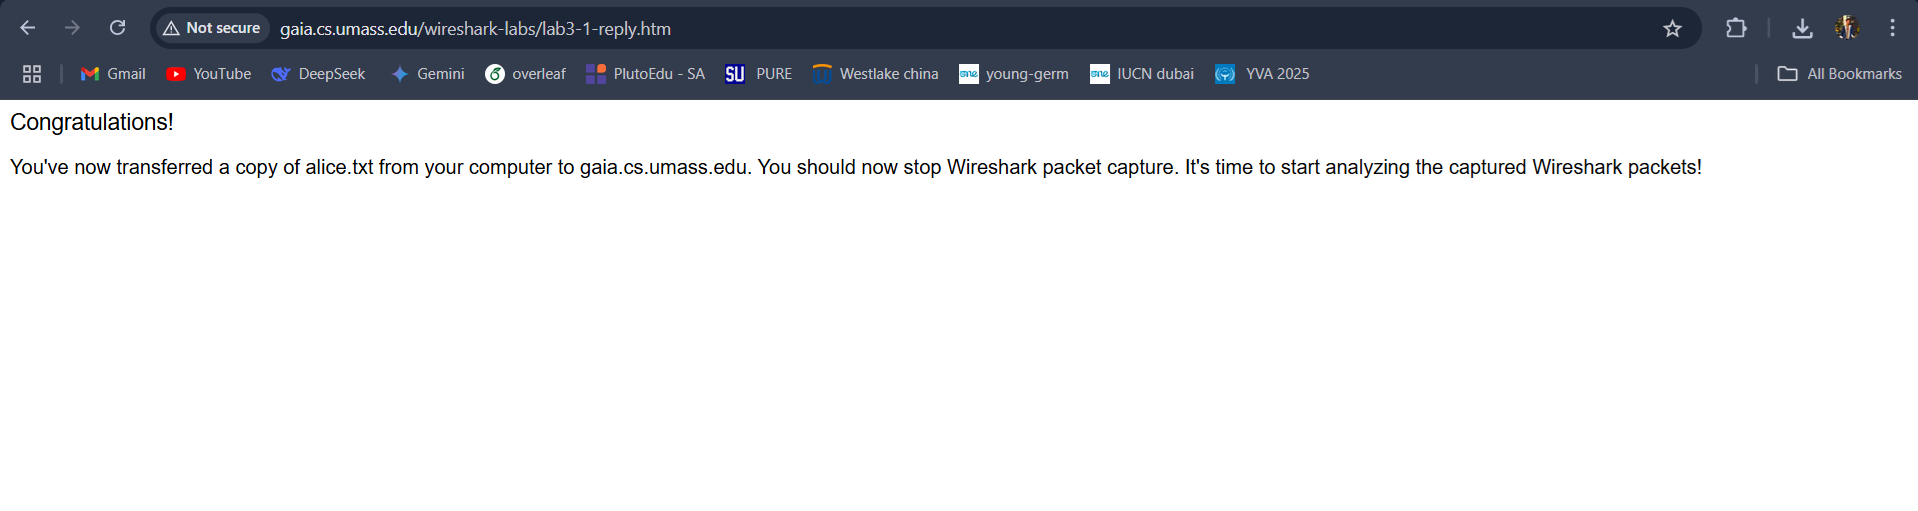 Not secure gaia.cs.umass.edu/wireshark-labs/lab3-1-reply.htm
Gmail YouTube DeepSeek Gemini overleaf PlutoEdu - SA SU PURE Westlake china one young-germ one IUCN dubai YVA 2025 All Bookmarks
Congratulations!
You've now transferred a copy of alice.txt from your computer to gaia.cs.umass.edu. You should now stop Wireshark packet capture. It's time to start analyzing the captured Wireshark packets!